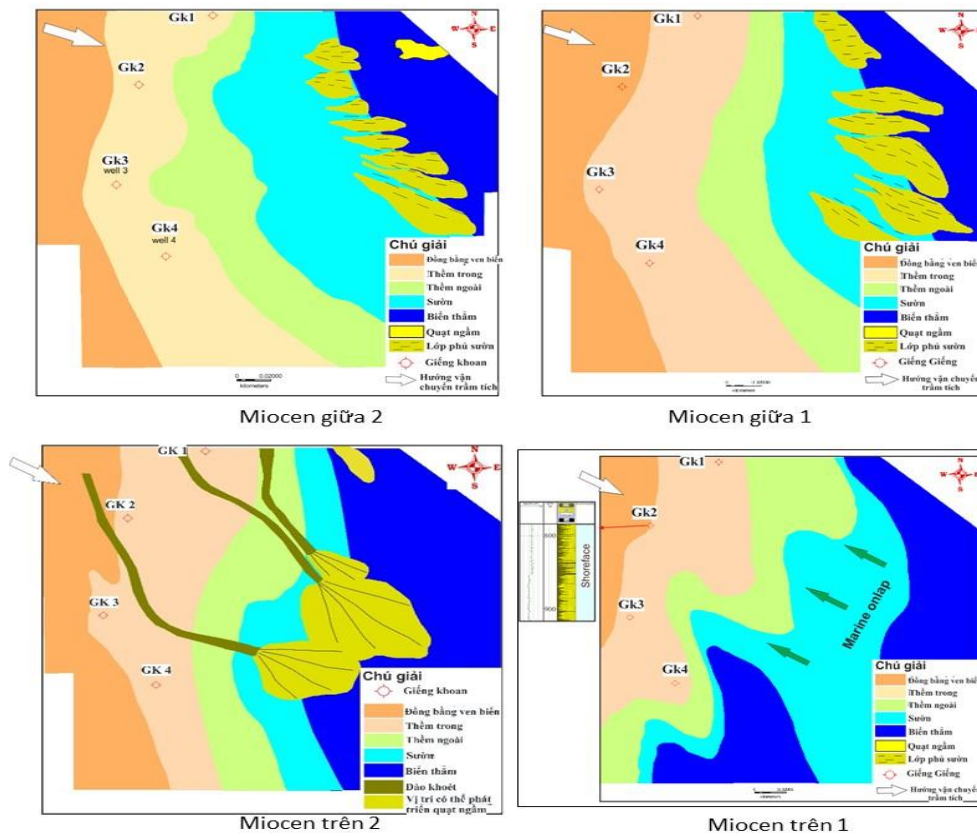 Gk1
N
W E
S
Gk2
Gk3
well 3
Gk4
well 4
Chú giải
Đồng bằng ven biển
Thềm trong
Thềm ngoài
Sườn
Biển thẳm
Quạt ngầm
Lớp phủ sườn
Giếng khoan
Hướng vận
chuyển trầm tích
0 0.02000
kilometers
Miocen giữa 2
Gk1
N
W
S
Gk2
Gk3
Gk4
Chú giải
Đồng bằng ven biển
Thềm trong
Thềm ngoài
Sườn
Biển thẳm
Quạt ngầm
Lớp phủ sườn
Giếng Giếng
Hướng vận chuyển
trầm tích
kilometers
Miocen giữa 1
GK 1
N
W E
S
GK 2
GK 3
GK 4
Chú giải
Giếng khoan
Đồng bằng ven biển
Thềm trong
Thềm ngoài
Sườn
Biển thẳm
Đào khoét
Vị trí có thể phát
triển quạt ngầm
Miocen trên 2
Gk1
N
W
S
Gk2
Shoreface
Gk3
Gk4
Marine onlap
Chú giải
Đồng bằng ven biển
Thềm trong
Thềm ngoài
Sườn
Biển thẳm
Quạt ngầm
Lớp phủ sườn
Giếng Giếng
Hướng vận chuyển
trầm tích
Miocen trên 1